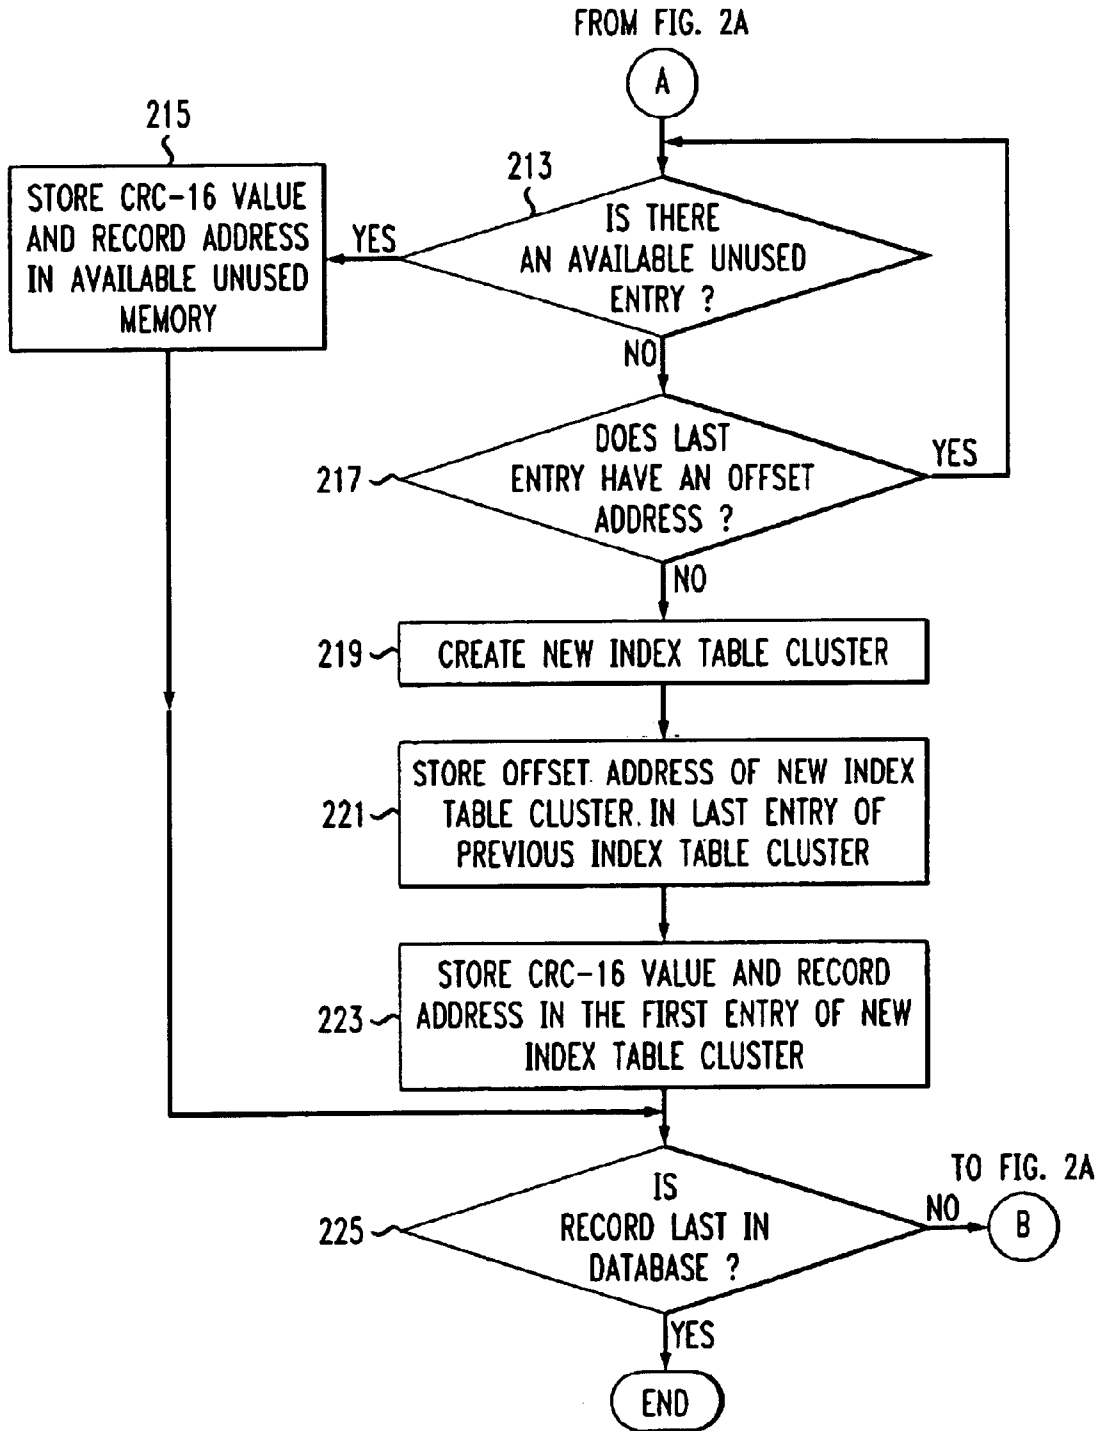 FROM FIG. 2A
A
215
STORE CRC-16 VALUE
AND RECORD ADDRESS
IN AVAILABLE UNUSED
MEMORY
213
IS THERE
AN AVAILABLE UNUSED
ENTRY ?
YES
NO
217
DOES LAST
ENTRY HAVE AN OFFSET
ADDRESS ?
YES
NO
219
CREATE NEW INDEX TABLE CLUSTER
221
STORE OFFSET ADDRESS OF NEW INDEX
TABLE CLUSTER IN LAST ENTRY OF
PREVIOUS INDEX TABLE CLUSTER
223
STORE CRC-16 VALUE AND RECORD
ADDRESS IN THE FIRST ENTRY OF NEW
INDEX TABLE CLUSTER
225
IS
RECORD LAST IN
DATABASE ?
NO
TO FIG. 2A
B
YES
END